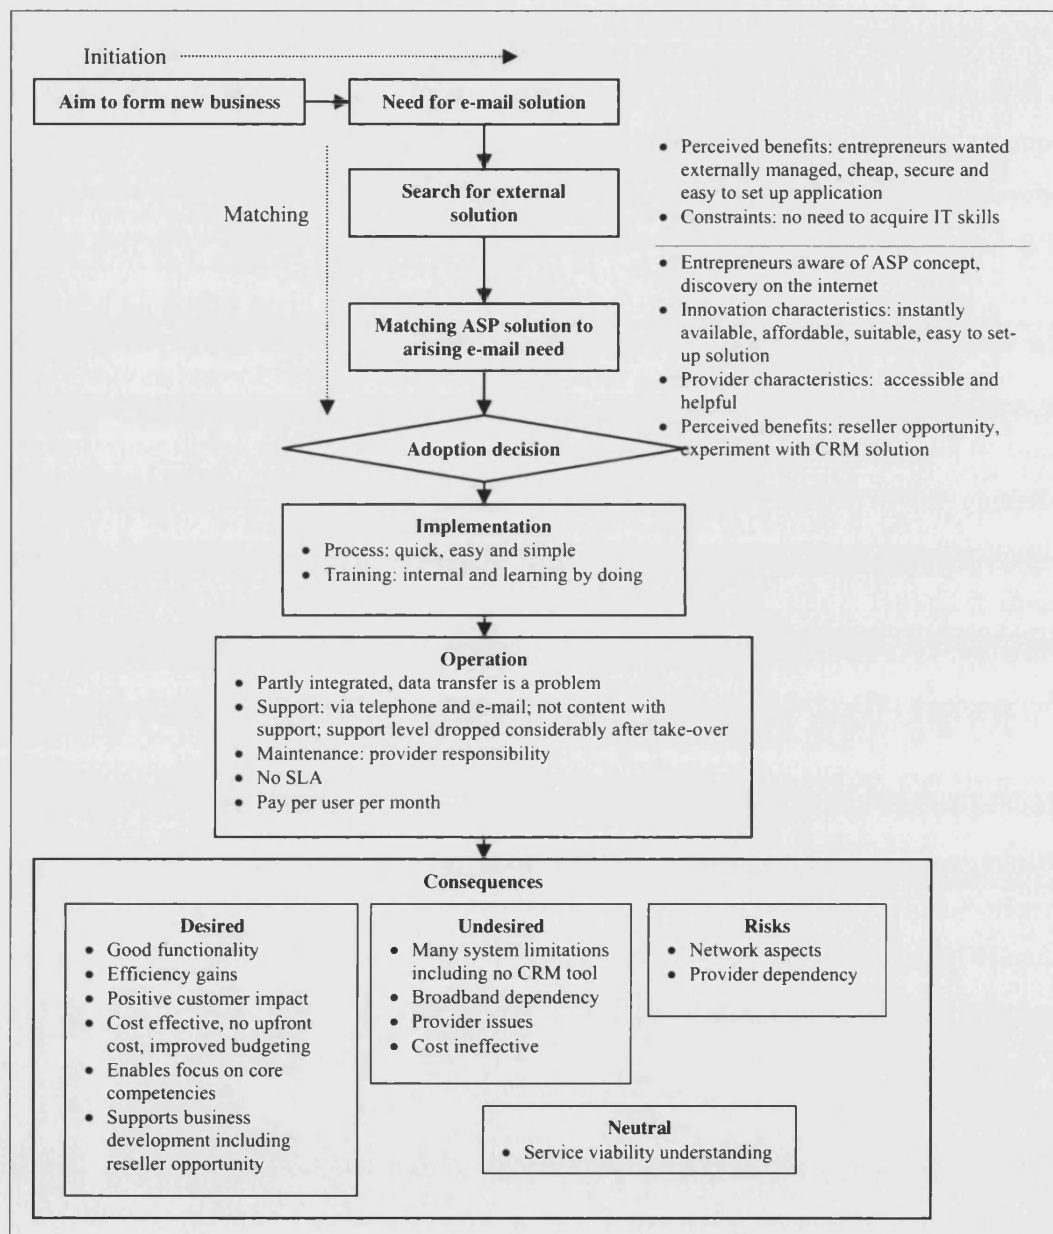 Initiation
Aim to form new business
Need for e-mail solution
Matching
Search for external
solution
Matching ASP solution to
arising e-mail need
Adoption decision
• Perceived benefits: entrepreneurs wanted
externally managed, cheap, secure and
easy to set up application
• Constraints: no need to acquire IT skills
• Entrepreneurs aware of ASP concept,
discovery on the internet
• Innovation characteristics: instantly
available, affordable, suitable, easy to set-
up solution
• Provider characteristics: accessible and
helpful
• Perceived benefits: reseller opportunity,
experiment with CRM solution
Implementation
• Process: quick, easy and simple
• Training: internal and learning by doing
Operation
• Partly integrated, data transfer is a problem
• Support: via telephone and e-mail; not content with
support; support level dropped considerably after take-over
• Maintenance: provider responsibility
• No SLA
• Pay per user per month
Consequences
Desired
• Good functionality
• Efficiency gains
• Positive customer impact
• Cost effective, no upfront
cost, improved budgeting
• Enables focus on core
competencies
• Supports business
development including
reseller opportunity
Undesired
• Many system limitations
including no CRM tool
• Broadband dependency
• Provider issues
• Cost ineffective
Risks
• Network aspects
• Provider dependency
Neutral
• Service viability understanding